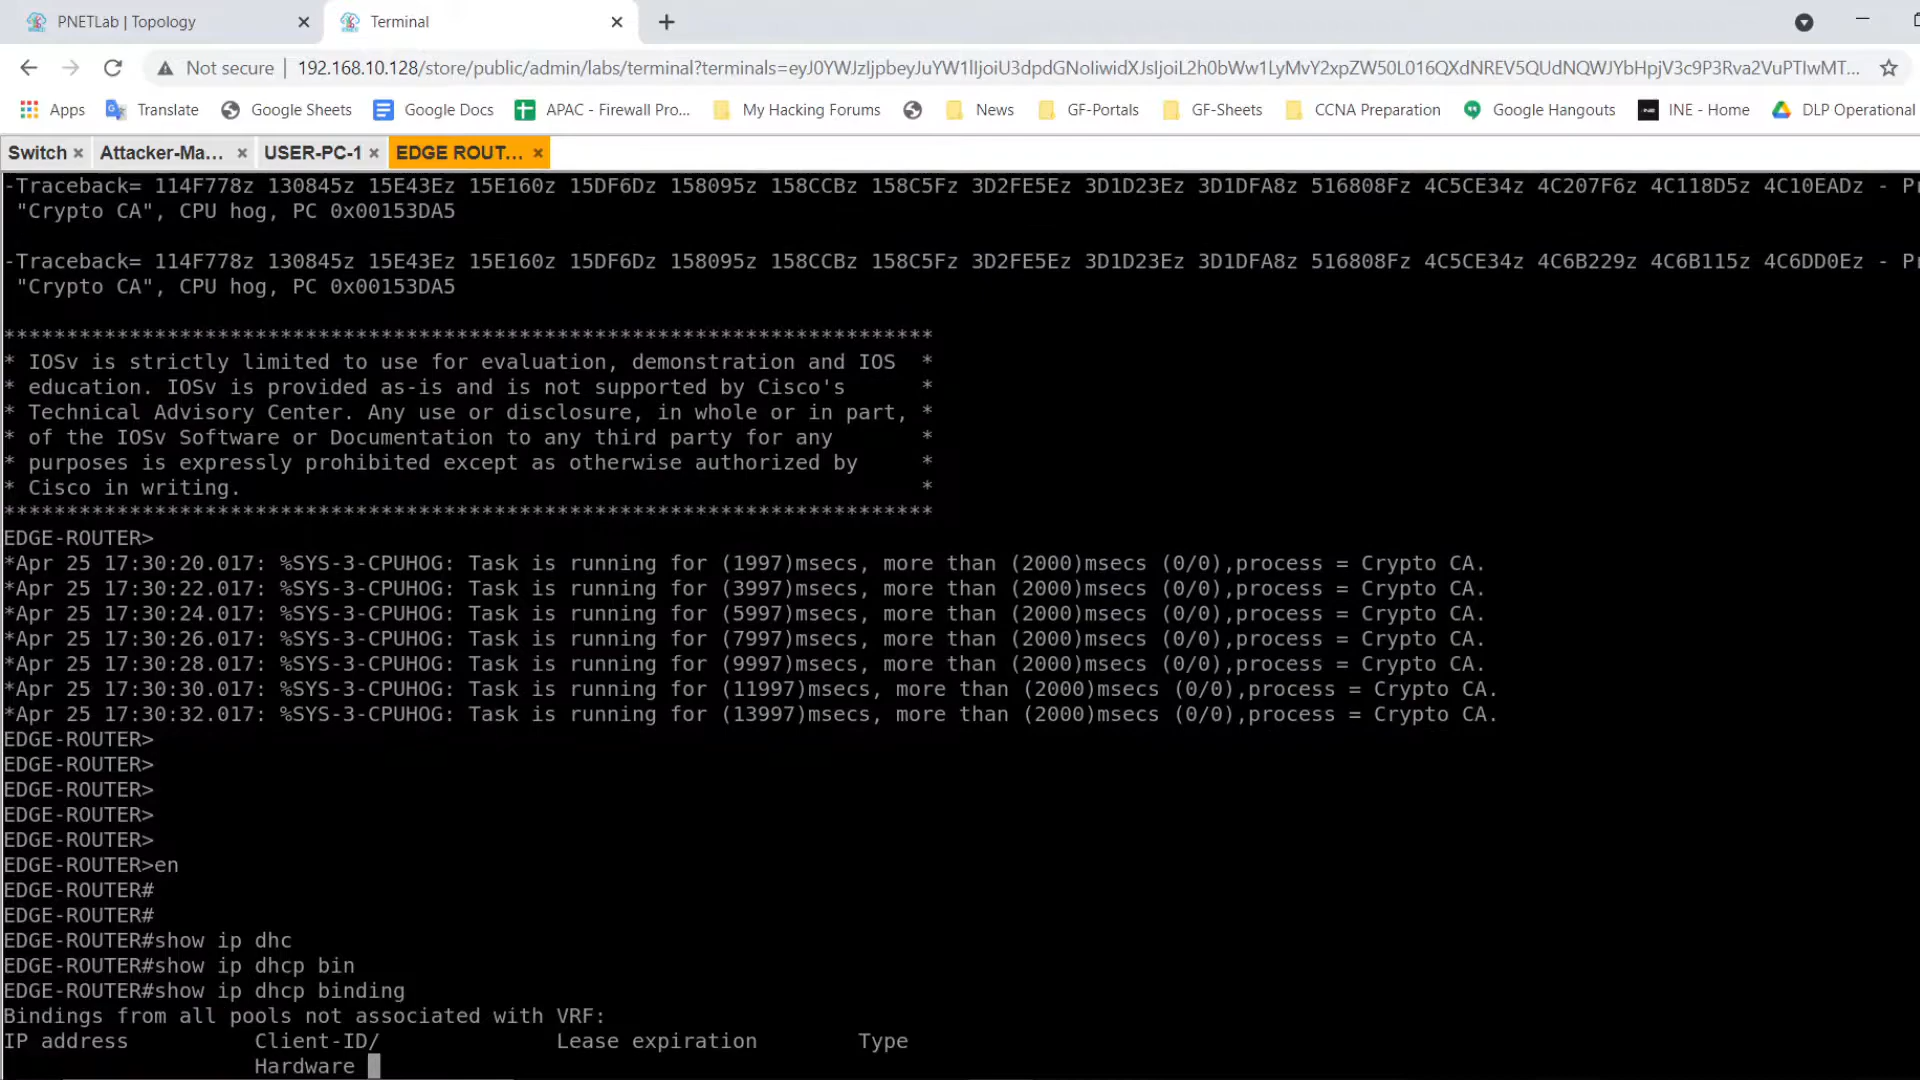 PNETLab | Topology
Terminal
Not secure | 192.168.10.128/store/public/admin/labs/terminal?terminals=eyJ0YWJzIjpbeyJuYW1lIjoiU3dpdGNoIiwidXJsIjoiL2h0bWw1LyMvY2xpZW50L016QXdNREV5QUdNQWJYbHpjV3c9P3Rva2VuPTIwMT...
Apps Translate Google Sheets Google Docs APAC - Firewall Pro... My Hacking Forums News GF-Portals GF-Sheets CCNA Preparation Google Hangouts INE - Home DLP Operational
Switch × Attacker-Ma... × USER-PC-1 × EDGE ROUT... ×
-Traceback= 114F778z 130845z 15E43Ez 15E160z 15DF6Dz 158095z 158CCBz 158C5Fz 3D2FE5Ez 3D1D23Ez 3D1DFA8z 516808Fz 4C5CE34z 4C207F6z 4C118D5z 4C10EADz - Pr
"Crypto CA", CPU hog, PC 0x00153DA5
-Traceback= 114F778z 130845z 15E43Ez 15E160z 15DF6Dz 158095z 158CCBz 158C5Fz 3D2FE5Ez 3D1D23Ez 3D1DFA8z 516808Fz 4C5CE34z 4C6B229z 4C6B115z 4C6DD0Ez - Pr
"Crypto CA", CPU hog, PC 0x00153DA5
**************************************************************************
* IOSv is strictly limited to use for evaluation, demonstration and IOS *
* education. IOSv is provided as-is and is not supported by Cisco's *
* Technical Advisory Center. Any use or disclosure, in whole or in part, *
* of the IOSv Software or Documentation to any third party for any *
* purposes is expressly prohibited except as otherwise authorized by *
* Cisco in writing. *
**************************************************************************
EDGE-ROUTER>
*Apr 25 17:30:20.017: %SYS-3-CPUHOG: Task is running for (1997)msecs, more than (2000)msecs (0/0),process = Crypto CA.
*Apr 25 17:30:22.017: %SYS-3-CPUHOG: Task is running for (3997)msecs, more than (2000)msecs (0/0),process = Crypto CA.
*Apr 25 17:30:24.017: %SYS-3-CPUHOG: Task is running for (5997)msecs, more than (2000)msecs (0/0),process = Crypto CA.
*Apr 25 17:30:26.017: %SYS-3-CPUHOG: Task is running for (7997)msecs, more than (2000)msecs (0/0),process = Crypto CA.
*Apr 25 17:30:28.017: %SYS-3-CPUHOG: Task is running for (9997)msecs, more than (2000)msecs (0/0),process = Crypto CA.
*Apr 25 17:30:30.017: %SYS-3-CPUHOG: Task is running for (11997)msecs, more than (2000)msecs (0/0),process = Crypto CA.
*Apr 25 17:30:32.017: %SYS-3-CPUHOG: Task is running for (13997)msecs, more than (2000)msecs (0/0),process = Crypto CA.
EDGE-ROUTER>
EDGE-ROUTER>
EDGE-ROUTER>
EDGE-ROUTER>
EDGE-ROUTER>
EDGE-ROUTER>en
EDGE-ROUTER#
EDGE-ROUTER#
EDGE-ROUTER#show ip dhc
EDGE-ROUTER#show ip dhcp bin
EDGE-ROUTER#show ip dhcp binding
Bindings from all pools not associated with VRF:
IP address Client-ID/ Lease expiration Type
Hardware